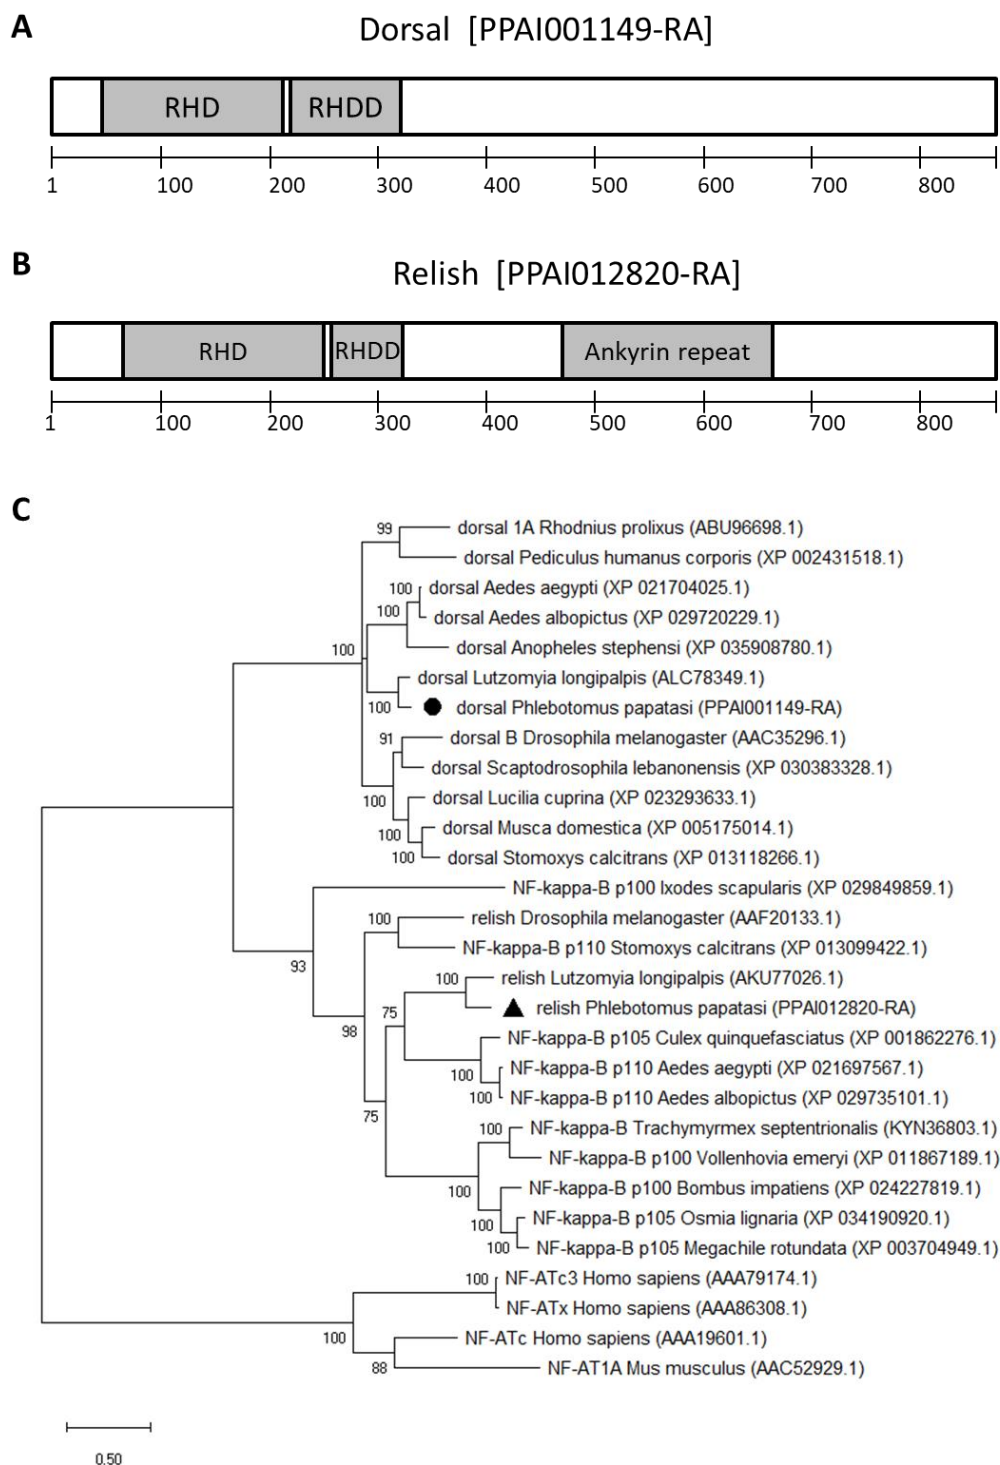 A
Dorsal [PPAI001149-RA]
RHD RHDD
1 100 200 300 400 500 600 700 800
B
Relish [PPAI012820-RA]
RHD RHDD Ankyrin repeat
1 100 200 300 400 500 600 700 800
C
99 dorsal 1A Rhodnius prolixus (ABU96698.1)
dorsal Pediculus humanus corporis (XP 002431518.1)
100 dorsal Aedes aegypti (XP 021704025.1)
100 dorsal Aedes albopictus (XP 029720229.1)
dorsal Anopheles stephensi (XP 035908780.1)
100 dorsal Lutzomyia longipalpis (ALC78349.1)
100 dorsal Phlebotomus papatasi (PPAI001149-RA)
91 dorsal B Drosophila melanogaster (AAC35296.1)
dorsal Scaptodrosophila lebanonensis (XP 030383328.1)
100 dorsal Lucilia cuprina (XP 023293633.1)
100 dorsal Musca domestica (XP 005175014.1)
100 dorsal Stomoxys calcitrans (XP 013118266.1)
NF-kappa-B p100 Ixodes scapularis (XP 029849859.1)
100 relish Drosophila melanogaster (AAF20133.1)
NF-kappa-B p110 Stomoxys calcitrans (XP 013099422.1)
93 100 relish Lutzomyia longipalpis (AKU77026.1)
75 relish Phlebotomus papatasi (PPAI012820-RA)
98 NF-kappa-B p105 Culex quinquefasciatus (XP 001862276.1)
100 NF-kappa-B p110 Aedes aegypti (XP 021697567.1)
100 NF-kappa-B p110 Aedes albopictus (XP 029735101.1)
75 100 NF-kappa-B Trachymyrmex septentrionalis (KYN36803.1)
NF-kappa-B p100 Vollenhovia emeryi (XP 011867189.1)
100 NF-kappa-B p100 Bombus impatiens (XP 024227819.1)
100 NF-kappa-B p105 Osmia lignaria (XP 034190920.1)
100 NF-kappa-B p105 Megachile rotundata (XP 003704949.1)
100 NF-ATc3 Homo sapiens (AAA79174.1)
NF-ATx Homo sapiens (AAA86308.1)
100 NF-ATc Homo sapiens (AAA19601.1)
88 NF-AT1A Mus musculus (AAC52929.1)
0.50